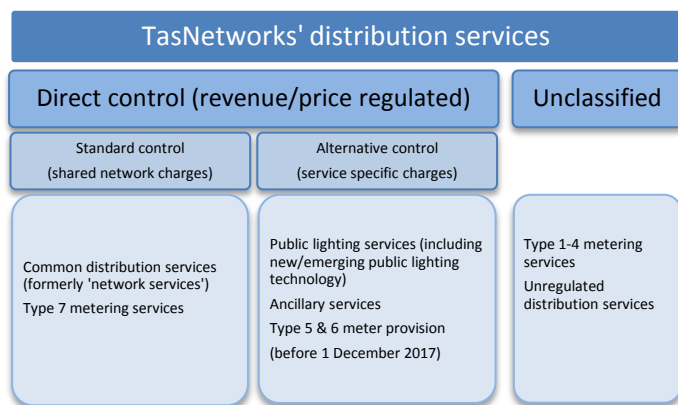 TasNetworks' distribution services
Direct control (revenue/price regulated)
Unclassified
Standard control
(shared network charges)
Alternative control
(service specific charges)
Common distribution services
(formerly 'network services')
Type 7 metering services
Public lighting services (including
new/emerging public lighting
technology)
Ancillary services
Type 5 & 6 meter provision
(before 1 December 2017)
Type 1-4 metering
services
Unregulated
distribution services